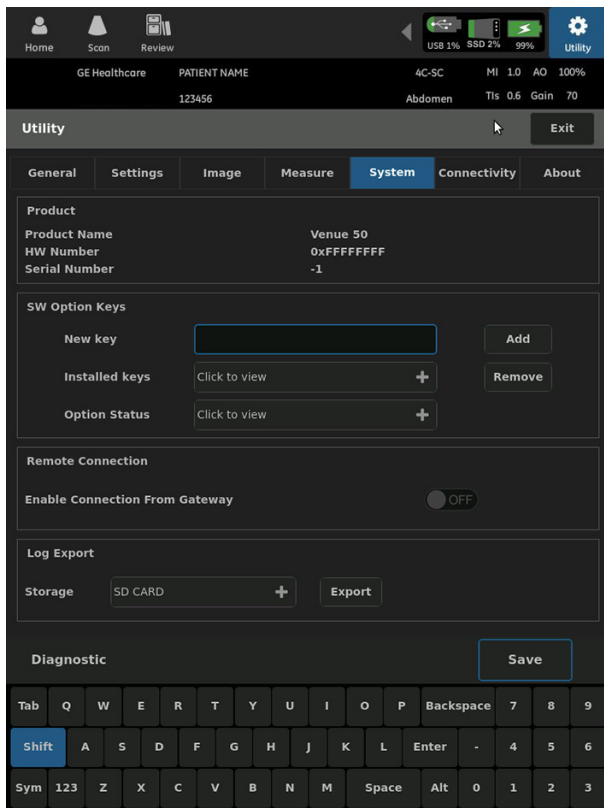 Home Scan Review USB 1% SSD 2% 99% Utility
GE Healthcare PATIENT NAME 4C-SC MI 1.0 AO 100%
123456 Abdomen TIs 0.6 Gain 70
Utility Exit
General Settings Image Measure System Connectivity About
Product
Product Name Venue 50
HW Number 0xFFFFFFFF
Serial Number -1
SW Option Keys
New key Add
Installed keys Click to view + Remove
Option Status Click to view +
Remote Connection
Enable Connection From Gateway OFF
Log Export
Storage SD CARD + Export
Diagnostic Save
Tab Q W E R T Y U I O P Backspace 7 8 9
Shift A S D F G H J K L Enter - 4 5 6
Sym 123 Z X C V B N M Space Alt 0 1 2 3